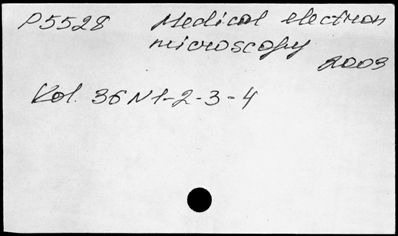 P5528 Medical electron
microscopy
2003
Vol. 36 N1-2-3-4